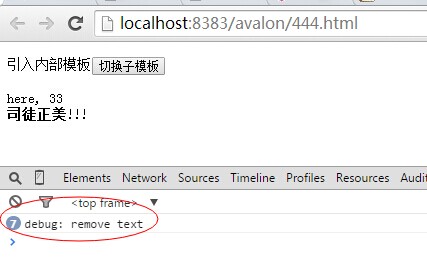 localhost:8383/avalon/444.html
引入内部模板 切换子模板
here, 33
司徒正美!!!
Elements Network Sources Timeline Profiles Resources Audits
<top frame> ▼
7 debug: remove text